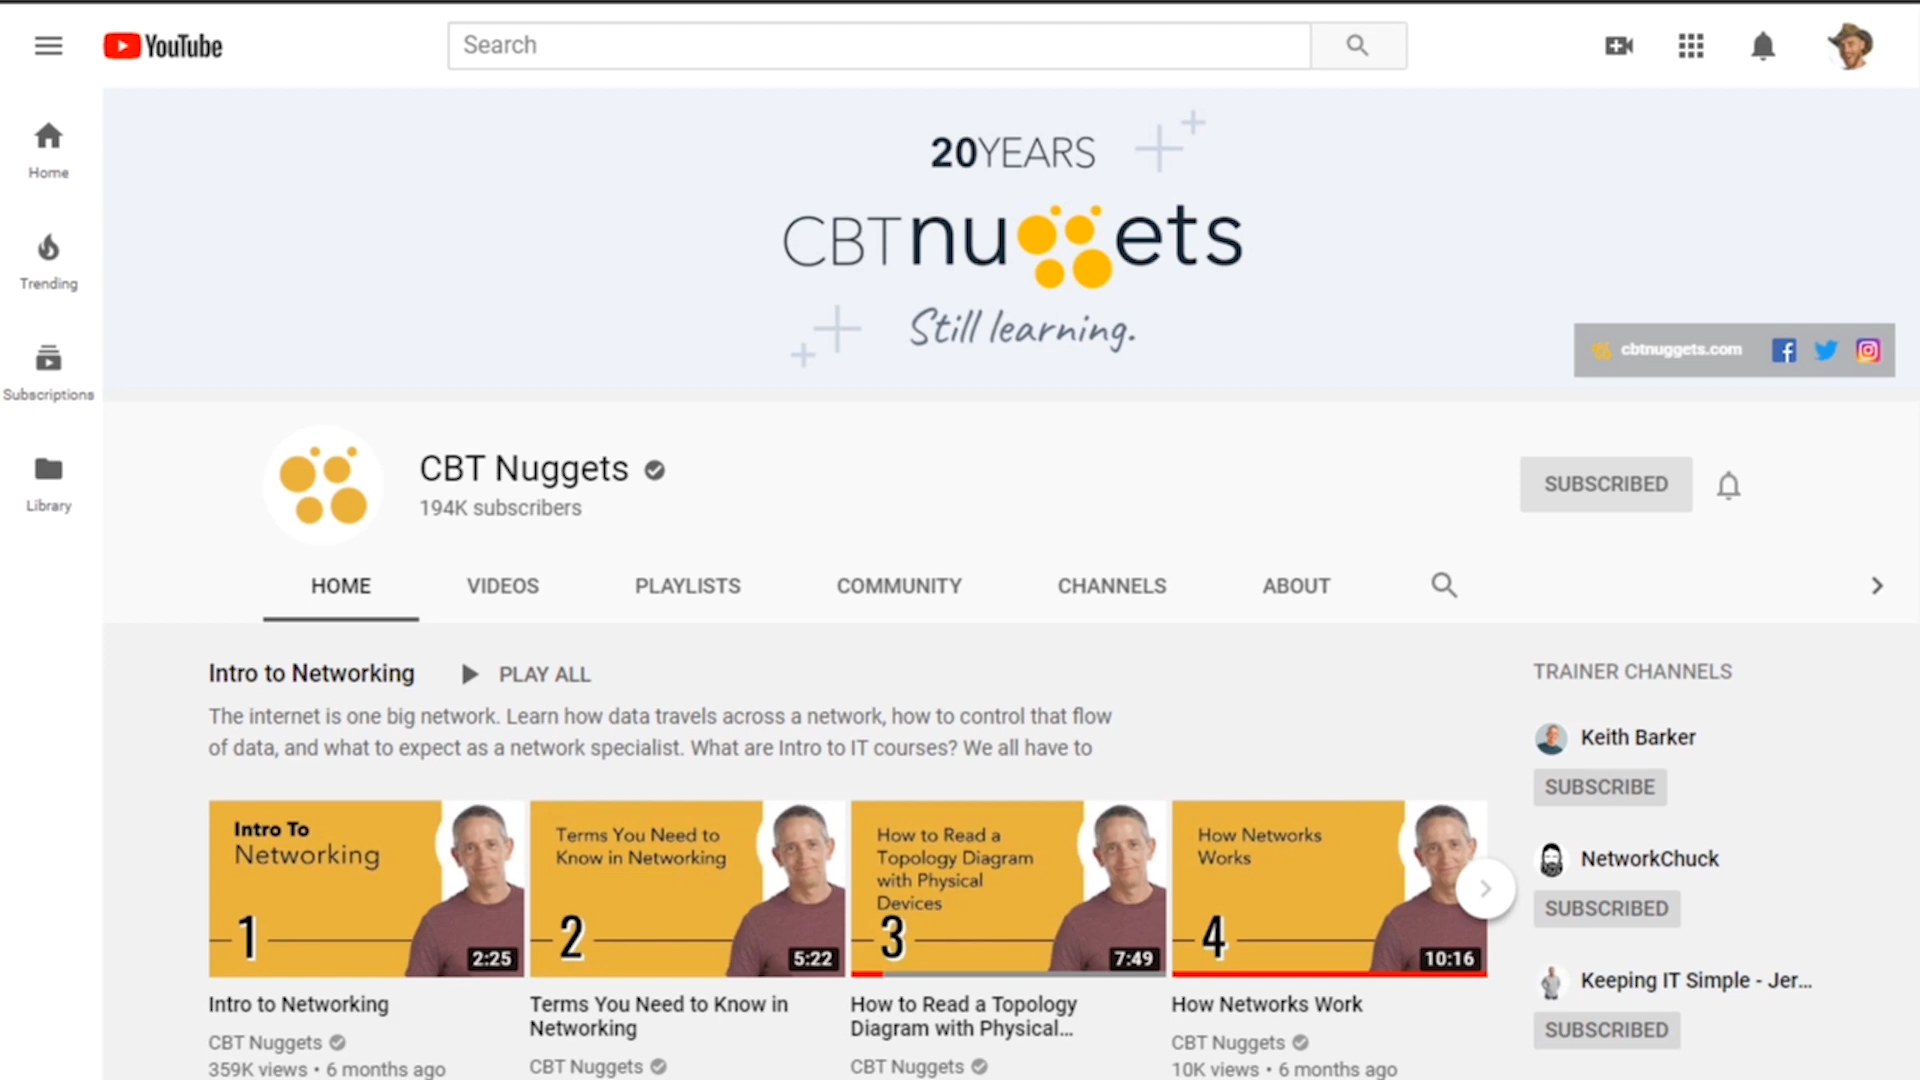 YouTube
Search
Home
Trending
Subscriptions
Library
20YEARS
CBTnuggets
Still learning.
cbtnuggets.com
CBT Nuggets
194K subscribers
SUBSCRIBED
HOME
VIDEOS
PLAYLISTS
COMMUNITY
CHANNELS
ABOUT
Intro to Networking
PLAY ALL
The internet is one big network. Learn how data travels across a network, how to control that flow
of data, and what to expect as a network specialist. What are Intro to IT courses? We all have to
Intro To
Networking
1
2:25
Intro to Networking
CBT Nuggets
359K views • 6 months ago
Terms You Need to
Know in Networking
2
5:22
Terms You Need to Know in
Networking
CBT Nuggets
How to Read a
Topology Diagram
with Physical
Devices
3
7:49
How to Read a Topology
Diagram with Physical...
CBT Nuggets
How Networks
Works
4
10:16
How Networks Work
CBT Nuggets
10K views • 6 months ago
TRAINER CHANNELS
Keith Barker
SUBSCRIBE
NetworkChuck
SUBSCRIBED
Keeping IT Simple - Jer...
SUBSCRIBED